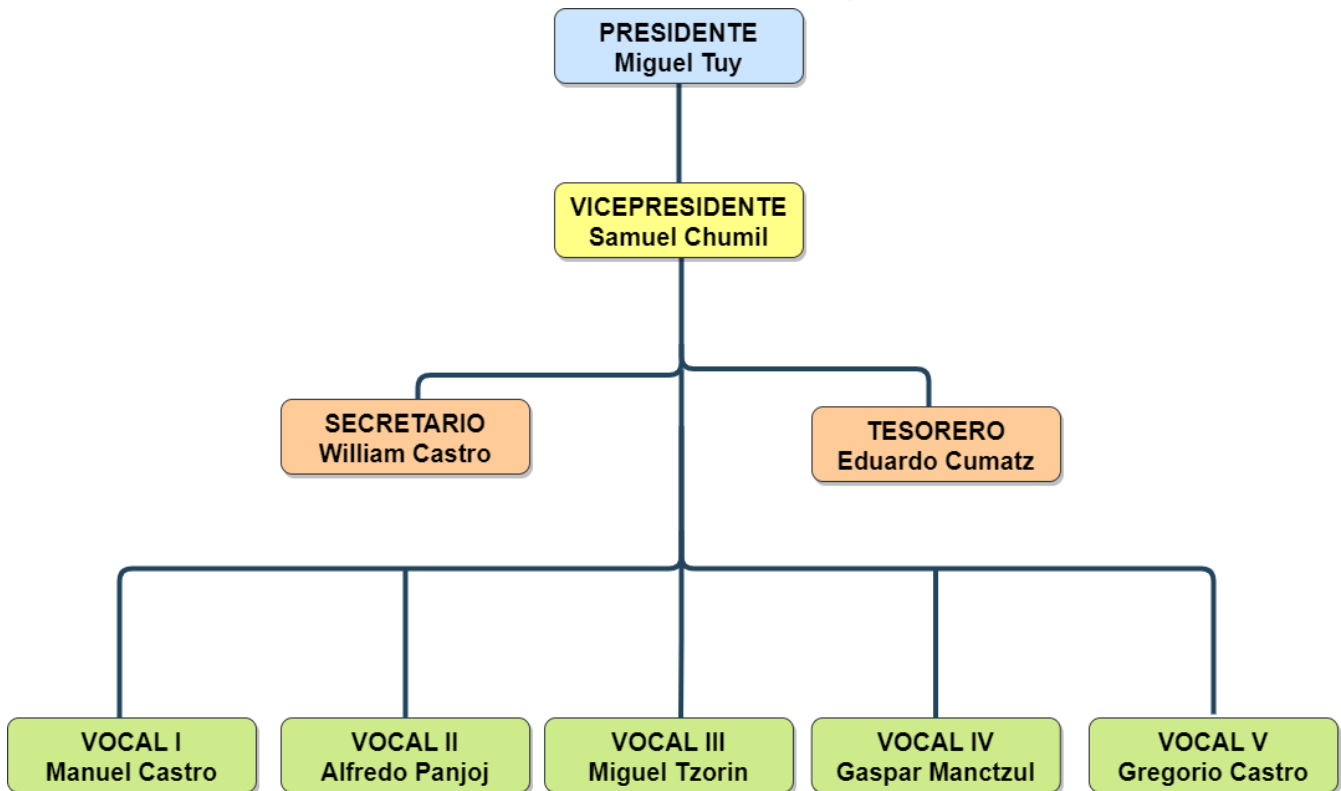 PRESIDENTE
Miguel Tuy
VICEPRESIDENTE
Samuel Chumil
SECRETARIO
William Castro
TESORERO
Eduardo Cumatz
VOCAL I
Manuel Castro
VOCAL II
Alfredo Panjoj
VOCAL III
Miguel Tzorin
VOCAL IV
Gaspar Manctzul
VOCAL V
Gregorio Castro